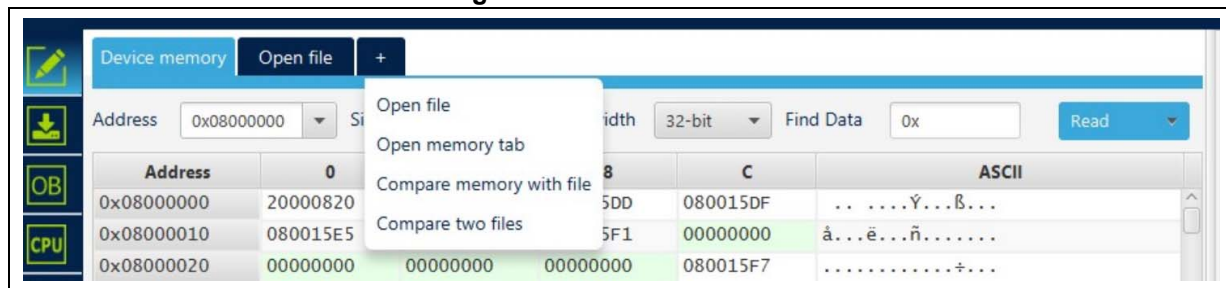 Device memory Open file +
Address 0x08000000 Si idth 32-bit Find Data 0x Read
Open file
Open memory tab
Compare memory with file
Compare two files
Address 0 8 C ASCII
0x08000000 20000820 5DD 080015DF .. ....Ý...ß...
0x08000010 080015E5 5F1 00000000 å...ë...ñ.......
0x08000020 00000000 00000000 00000000 080015F7 ............÷...
OB
CPU